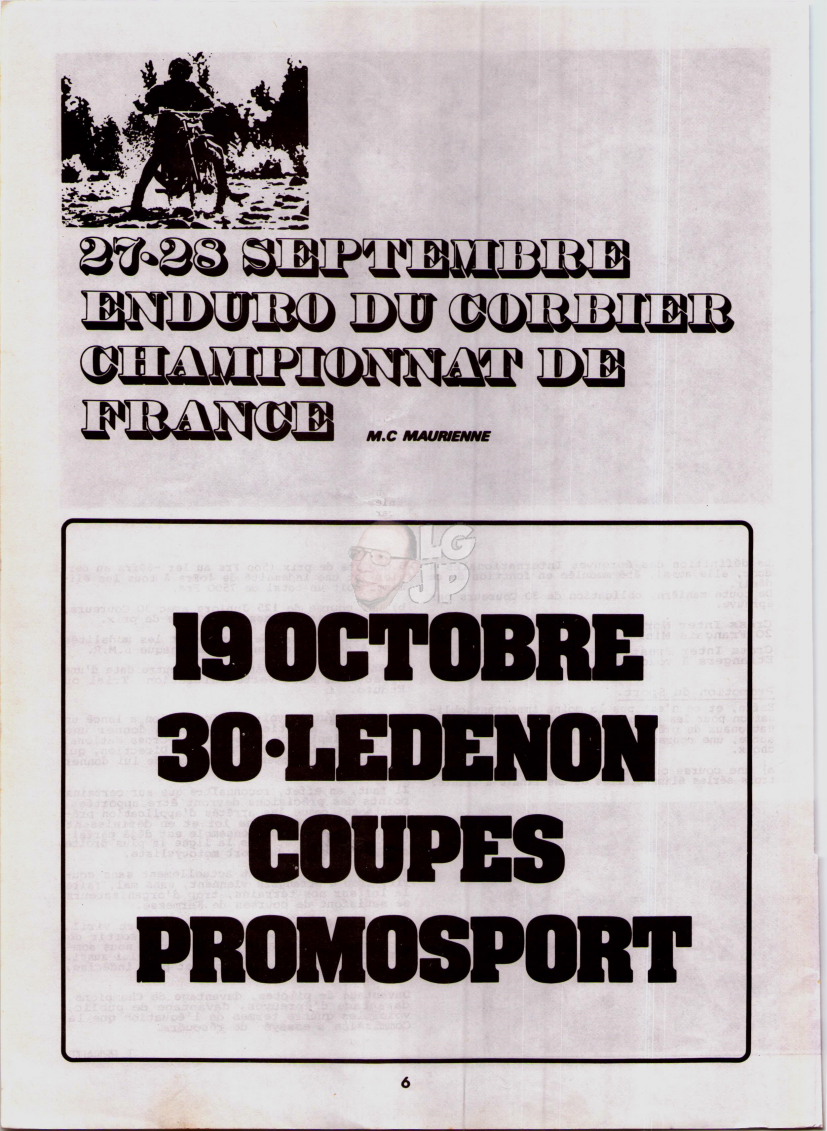 27-28 SEPTEMBRE
ENDURO DU CORBIER
CHAMPIONNAT DE
FRANCE M.C MAURIENNE
LG
JP
19 OCTOBRE
30·LEDENON
COUPES
PROMOSPORT
6